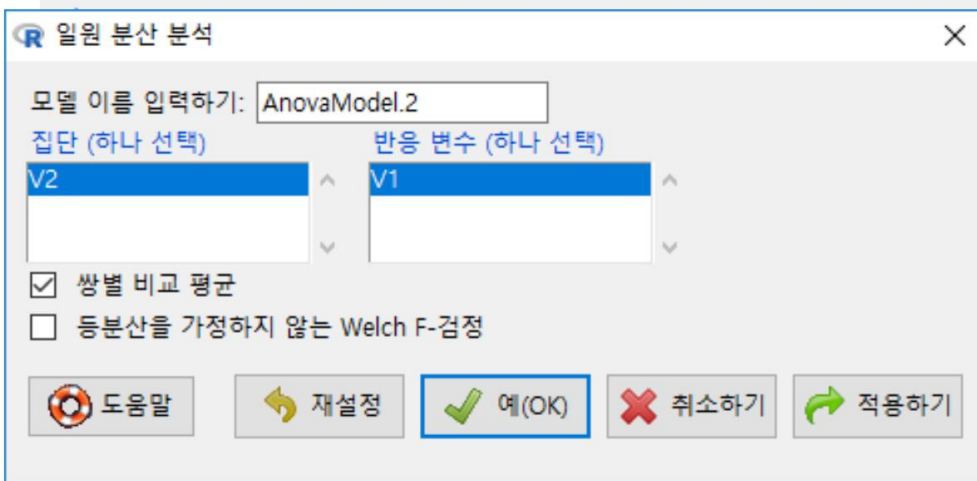 일원 분산 분석
모델 이름 입력하기: AnovaModel.2
집단 (하나 선택) 반응 변수 (하나 선택)
V2 V1
쌍별 비교 평균
등분산을 가정하지 않는 Welch F-검정
도움말 재설정 예(OK) 취소하기 적용하기